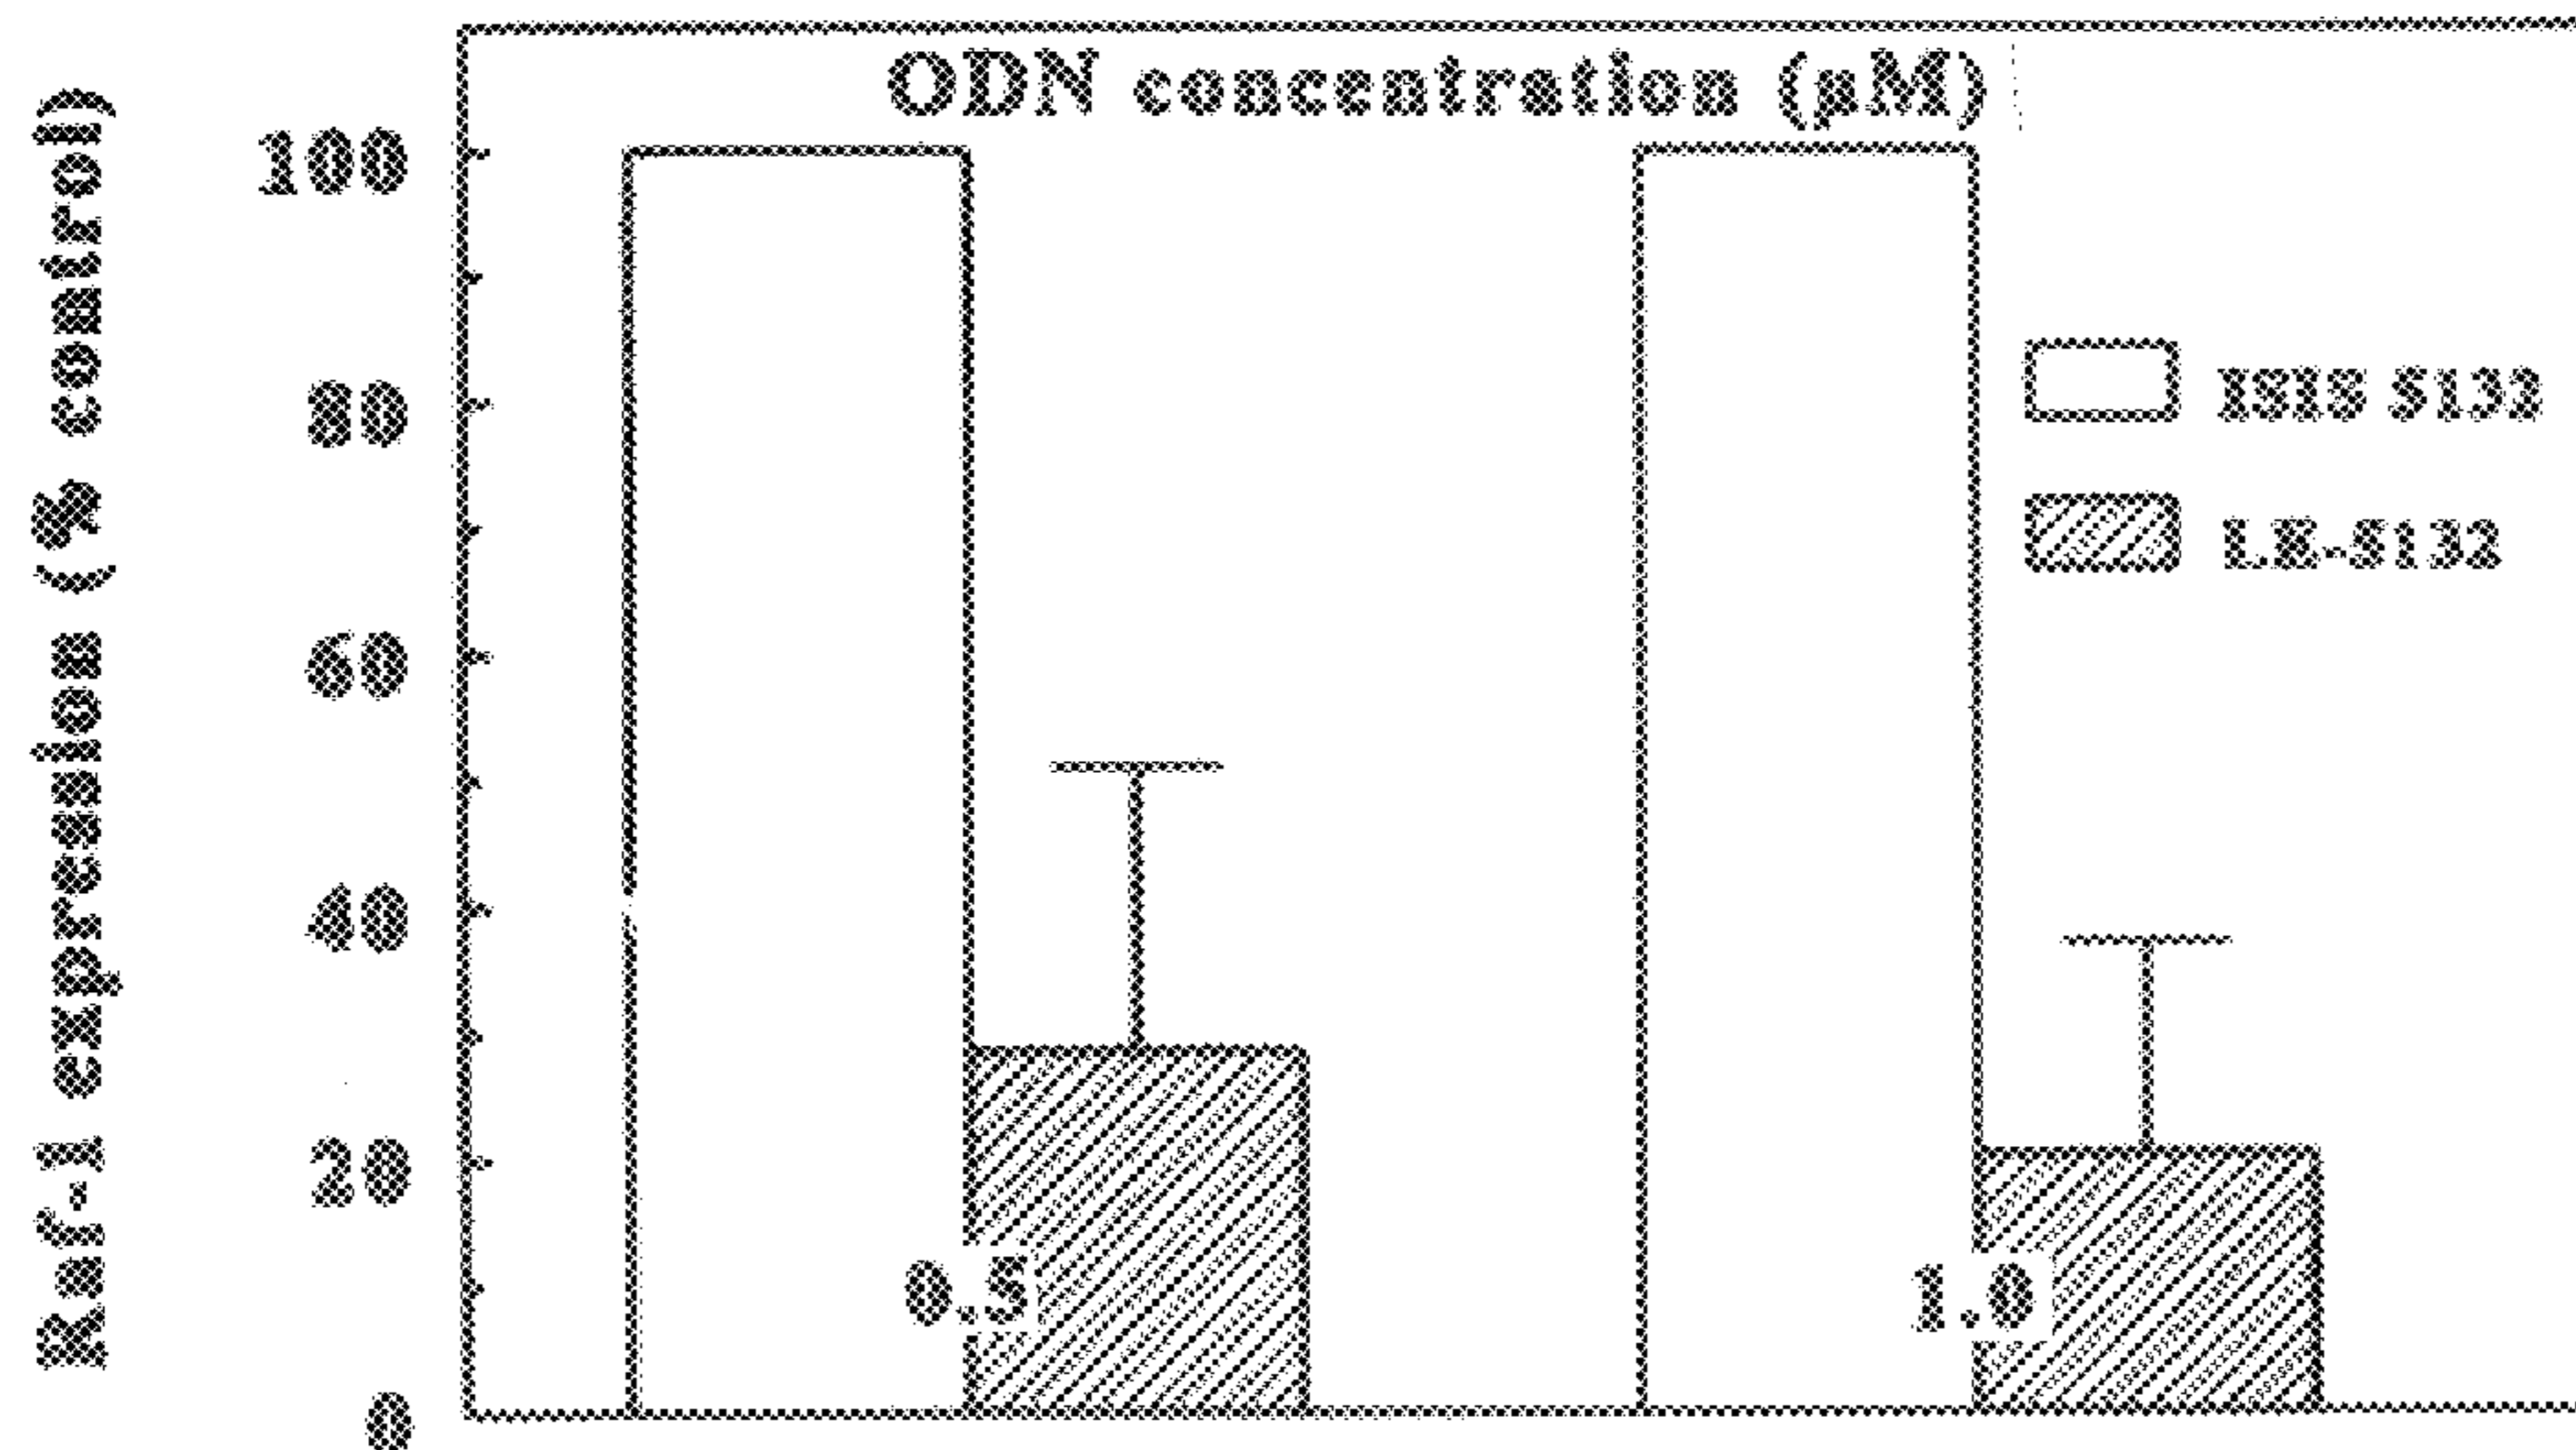 ODN concentration (µM)
Raf-1 expression (% control)
100
80
60
40
20
0
ISIS 5132
LE-5132
0.5
1.0